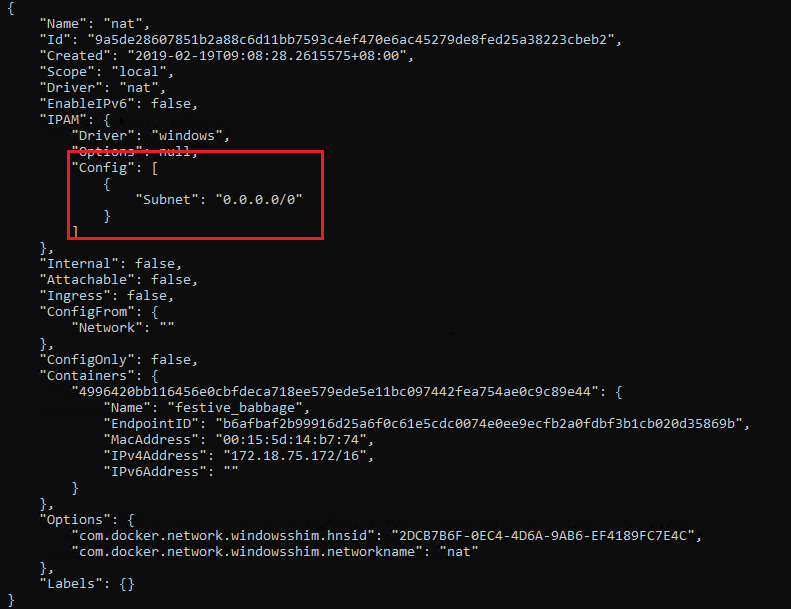 {
    "Name": "nat",
    "Id": "9a5de28607851b2a88c6d11bb7593c4ef470e6ac45279de8fed25a38223cbeb2",
    "Created": "2019-02-19T09:08:28.2615575+08:00",
    "Scope": "local",
    "Driver": "nat",
    "EnableIPv6": false,
    "IPAM": {
        "Driver": "windows",
        "Options": null,
        "Config": [
            {
                "Subnet": "0.0.0.0/0"
            }
        ]
    },
    "Internal": false,
    "Attachable": false,
    "Ingress": false,
    "ConfigFrom": {
        "Network": ""
    },
    "ConfigOnly": false,
    "Containers": {
        "4996420bb116456e0cbfdeca718ee579ede5e11bc097442fea754ae0c9c89e44": {
            "Name": "festive_babbage",
            "EndpointID": "b6afbaf2b99916d25a6f0c61e5cdc0074e0ee9ecfb2a0fdbf3b1cb020d35869b",
            "MacAddress": "00:15:5d:14:b7:74",
            "IPv4Address": "172.18.75.172/16",
            "IPv6Address": ""
        }
    },
    "Options": {
        "com.docker.network.windowsshim.hnsid": "2DCB7B6F-0EC4-4D6A-9AB6-EF4189FC7E4C",
        "com.docker.network.windowsshim.networkname": "nat"
    },
    "Labels": {}
}